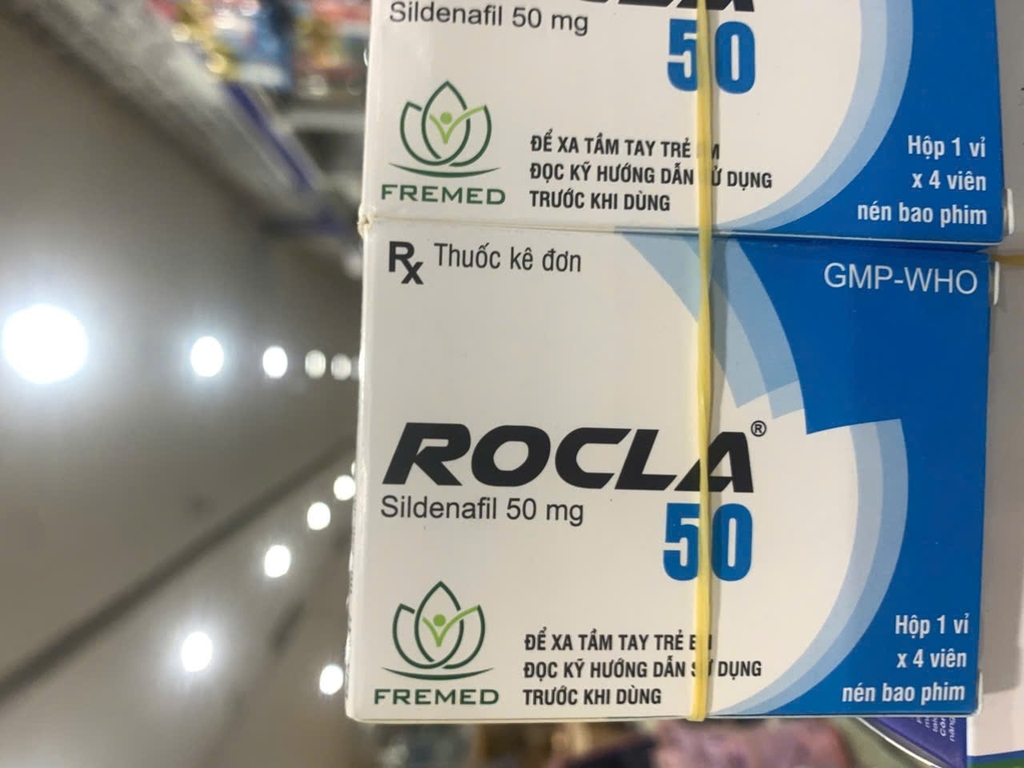 Sildenafil 50 mg
50
FREMED
ĐỂ XA TẦM TAY TRẺ
ĐỌC KỸ HƯỚNG DẪN SỬ DỤNG
TRƯỚC KHI DÙNG
Hộp 1 vỉ
x 4 viên
nén bao phim
Rx Thuốc kê đơn
GMP-WHO
ROCLA®
Sildenafil 50 mg
50
FREMED
ĐỂ XA TẦM TAY TRẺ EM
ĐỌC KỸ HƯỚNG DẪN SỬ DỤNG
TRƯỚC KHI DÙNG
Hộp 1 vỉ
x 4 viên
nén bao phim